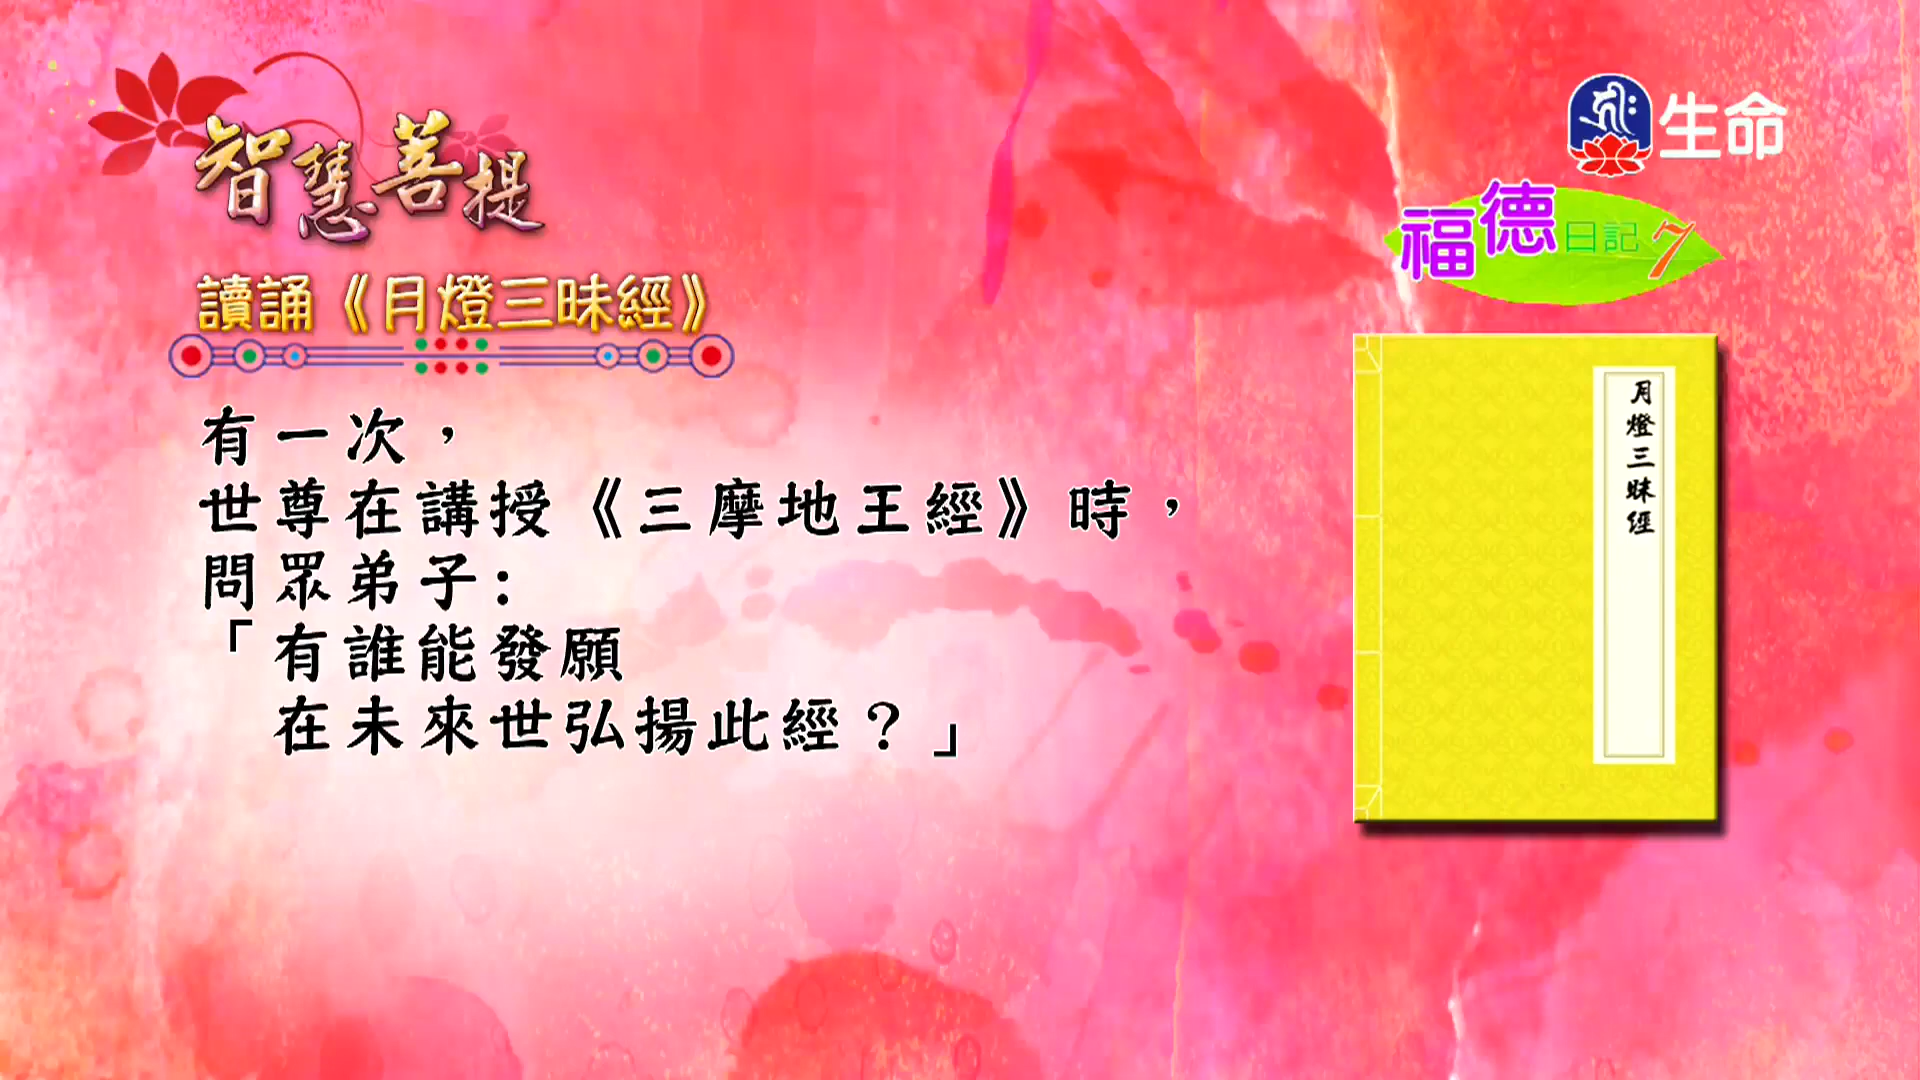 智慧菩提
生命
福德日記7
讀誦《月燈三昧經》
有一次，
世尊在講授《三摩地王經》時，
問眾弟子:
「有誰能發願
在未來世弘揚此經？」
月燈三昧經